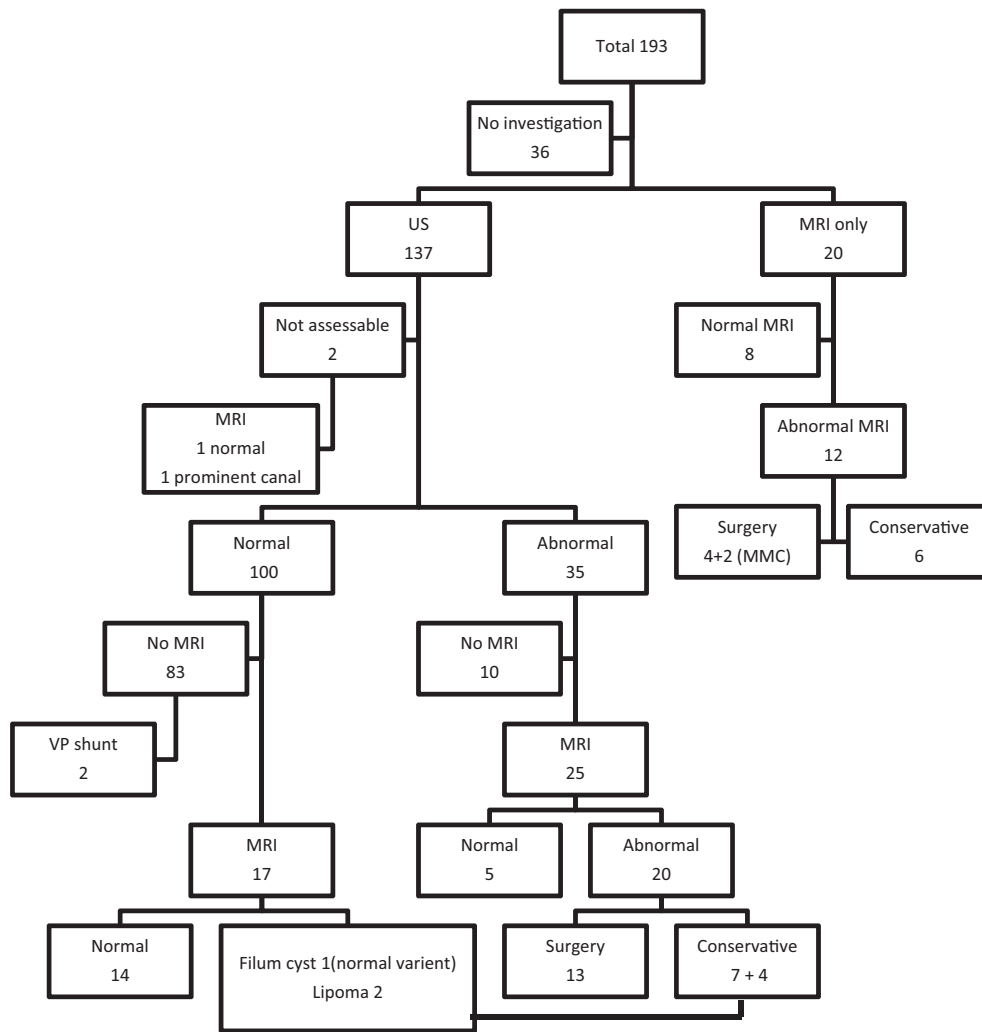 Total 193
No investigation
36
US
137
MRI only
20
Not assessable
2
Normal MRI
8
MRI
1 normal
1 prominent canal
Abnormal MRI
12
Surgery
4+2 (MMC)
Conservative
6
Normal
100
Abnormal
35
No MRI
83
No MRI
10
VP shunt
2
MRI
25
MRI
17
Normal
5
Abnormal
20
Normal
14
Filum cyst 1(normal varient)
Lipoma 2
Surgery
13
Conservative
7 + 4